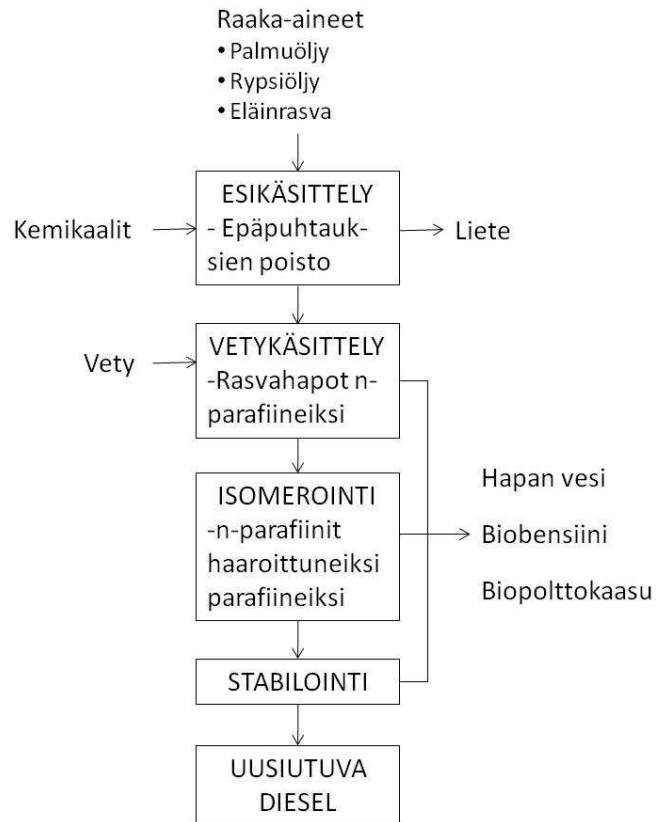 Raaka-aineet
• Palmuöljy
• Rypsiöljy
• Eläinrasva
ESIKÄSITTELY
- Epäpuhtauk-
sien poisto
Kemikaalit
Liete
VETYKÄSITTELY
-Rasvahapot n-
parafiineiksi
Vety
ISOMEROINTI
-n-parafiinit
haaroittuneiksi
parafiineiksi
Hapan vesi
Biobensiini
Biopolttokaasu
STABILOINTI
UUSIUTUVA
DIESEL